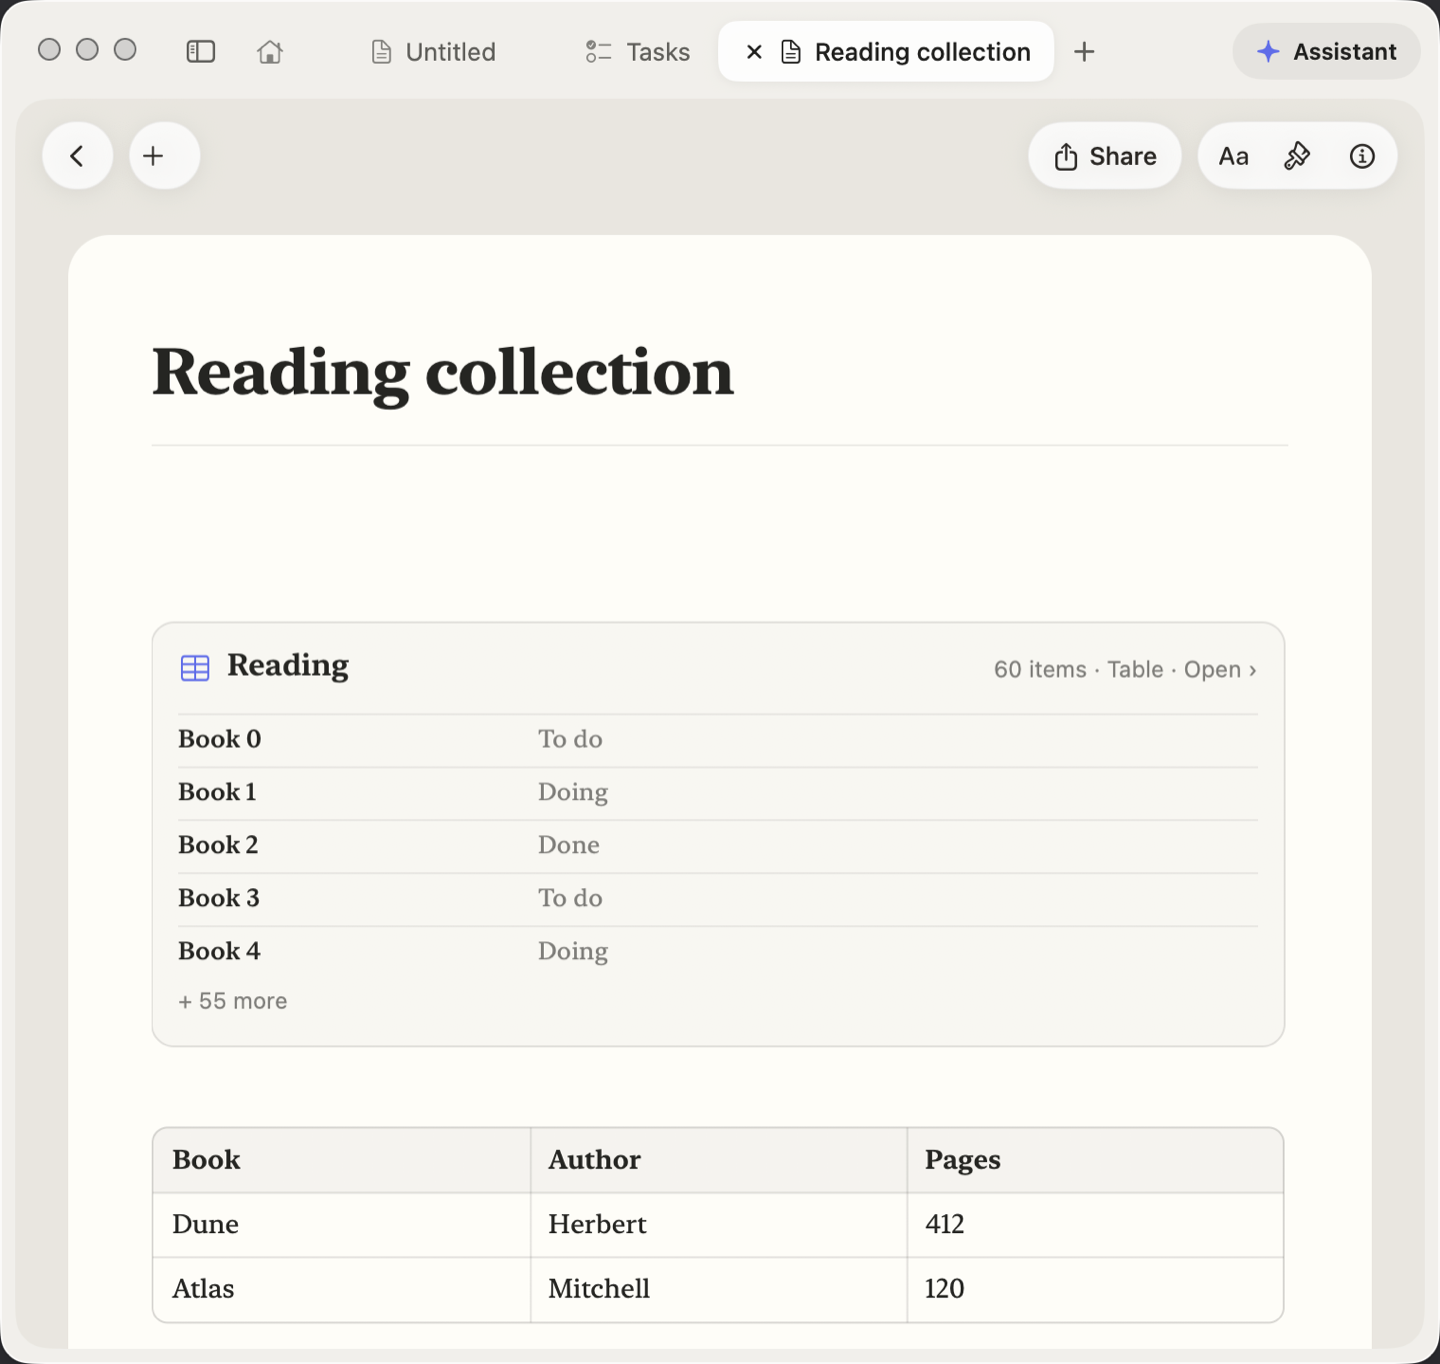 Untitled
Tasks
Reading collection
Assistant
Share
Aa
Reading collection
Reading
60 items · Table · Open ›
Book 0 To do
Book 1 Doing
Book 2 Done
Book 3 To do
Book 4 Doing
+ 55 more
Book Author Pages
Dune Herbert 412
Atlas Mitchell 120